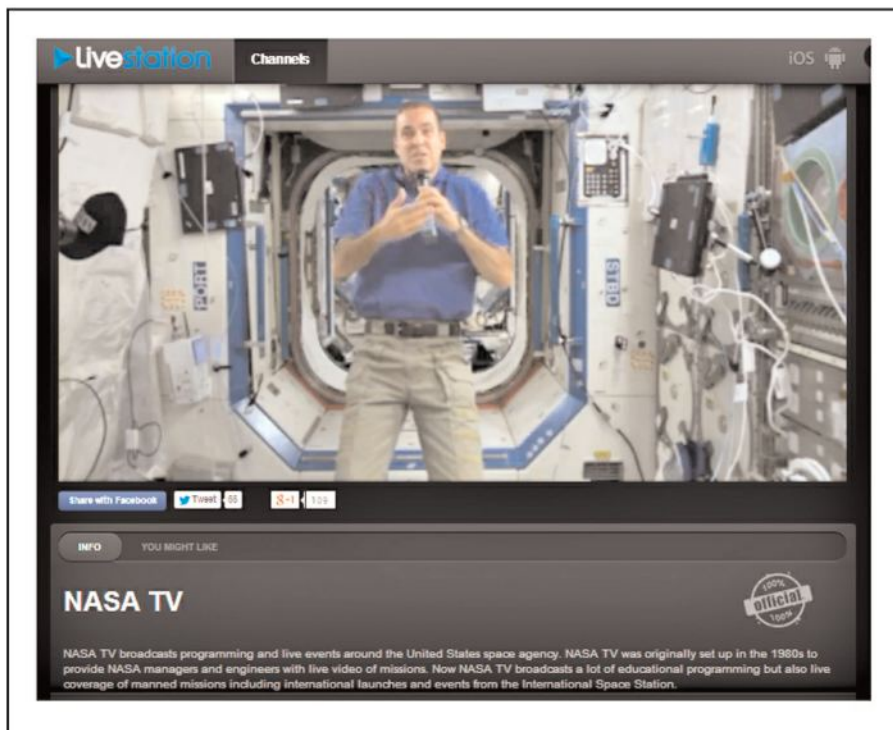 Livestation
Channels
iOS
PORT
STBD
Share with Facebook
Tweet
g+1 109
INFO
YOU MIGHT LIKE
100%
official
100%
NASA TV
NASA TV broadcasts programming and live events around the United States space agency. NASA TV was originally set up in the 1980s to
provide NASA managers and engineers with live video of missions. Now NASA TV broadcasts a lot of educational programming but also live
coverage of manned missions including international launches and events from the International Space Station.